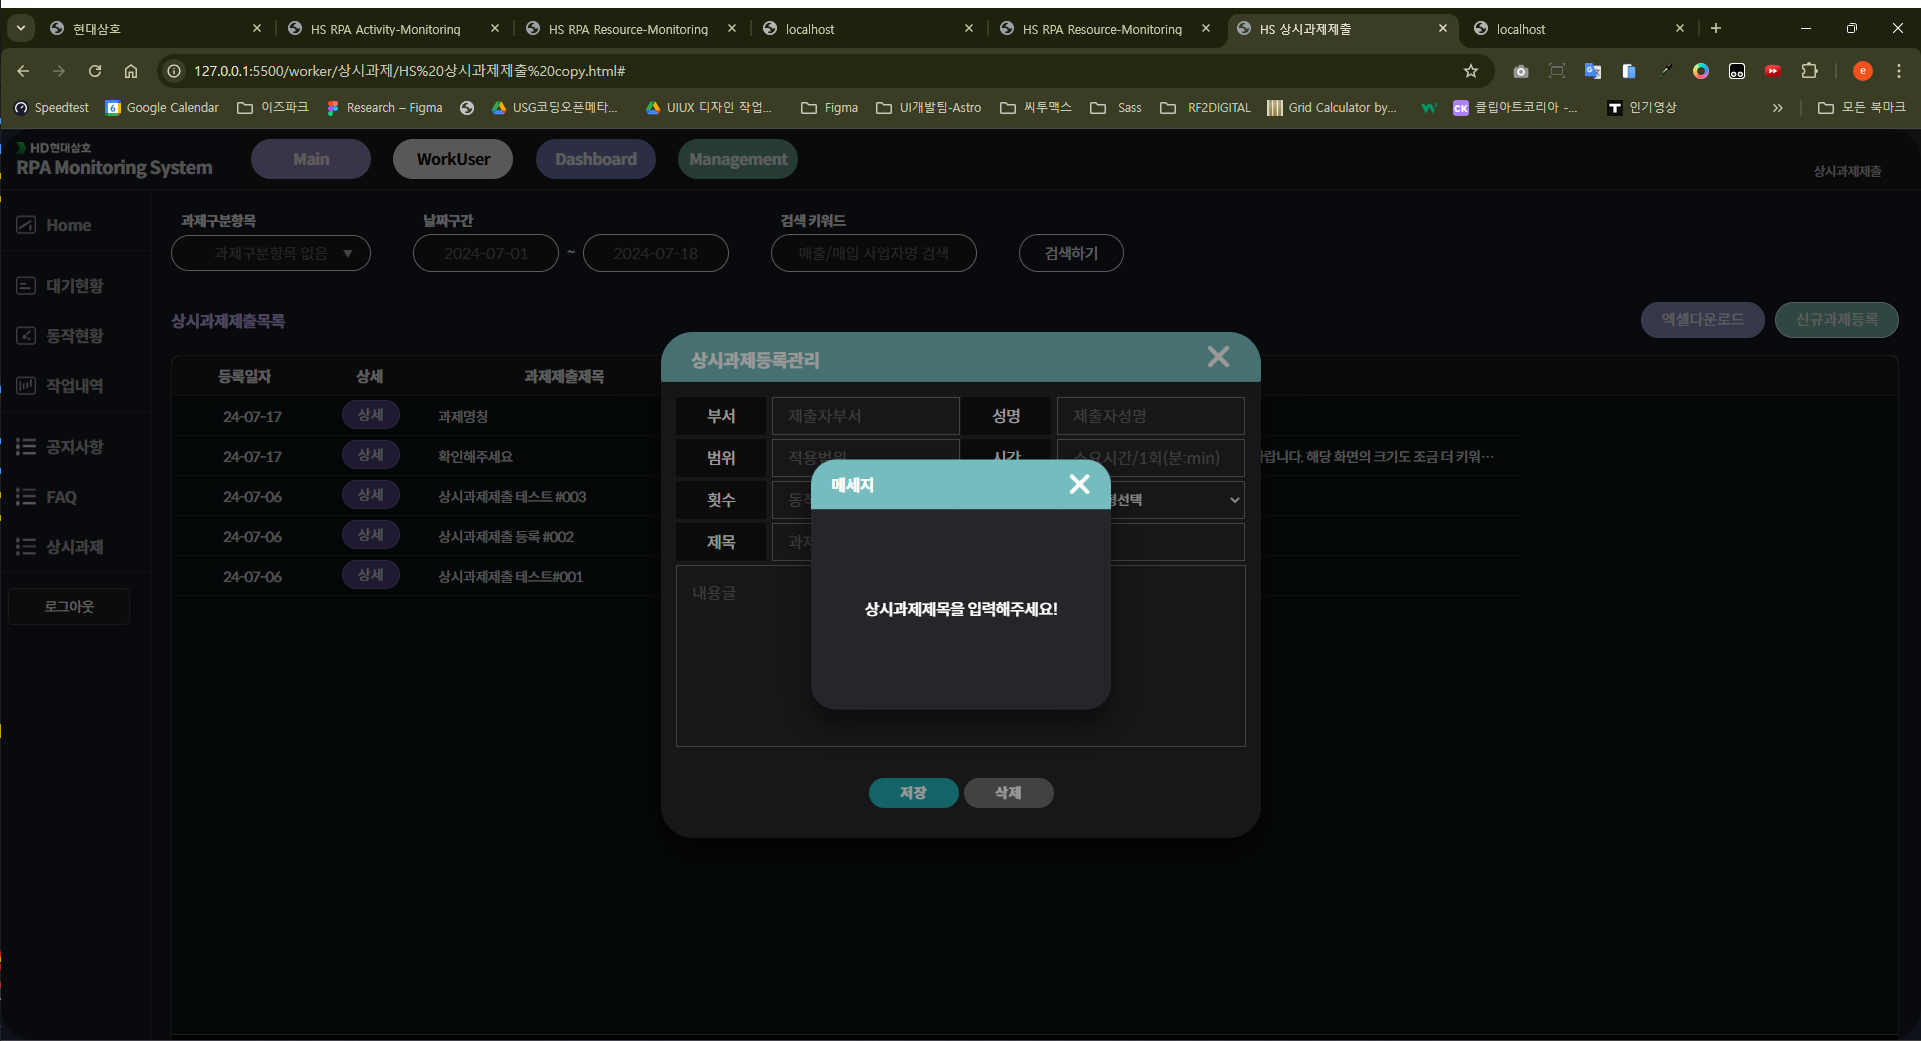 현대삼호
HS RPA Activity-Monitoring
HS RPA Resource-Monitoring
localhost
HS RPA Resource-Monitoring
HS 상시과제제출
localhost
127.0.0.1:5500/worker/상시과제/HS%20상시과제제출%20copy.html#
e
Speedtest
6 Google Calendar
이즈파크
Research – Figma
USG코딩오픈메타...
UIUX 디자인 작업...
Figma
UI개발팀-Astro
씨투맥스
Sass
RF2DIGITAL
Grid Calculator by...
CK 클립아트코리아 -...
T 인기영상
모든 북마크
HD현대삼호
RPA Monitoring System
Main
WorkUser
Dashboard
Management
상시과제제출
Home
대기현황
동작현황
작업내역
공지사항
FAQ
상시과제
로그아웃
과제구분항목
날짜구간
검색 키워드
과제구분항목 없음 ▼
2024-07-01 ~ 2024-07-18
매출/매입 사업자명 검색
검색하기
상시과제제출목록
엑셀다운로드
신규과제등록
등록일자 상세 과제제출제목
24-07-17 상세 과제명칭
24-07-17 상세 확인해주세요
랍니다. 해당 화면의 크기도 조금 더 키워…
24-07-06 상세 상시과제제출 테스트 #003
24-07-06 상세 상시과제제출 등록 #002
24-07-06 상세 상시과제제출 테스트#001
상시과제등록관리
부서 제출자부서 성명 제출자성명
범위 적용범위 시간 소요시간/1회(분:min)
횟수 동 선택
제목 과제
내용글
메세지
상시과제제목을 입력해주세요!
저장
삭제